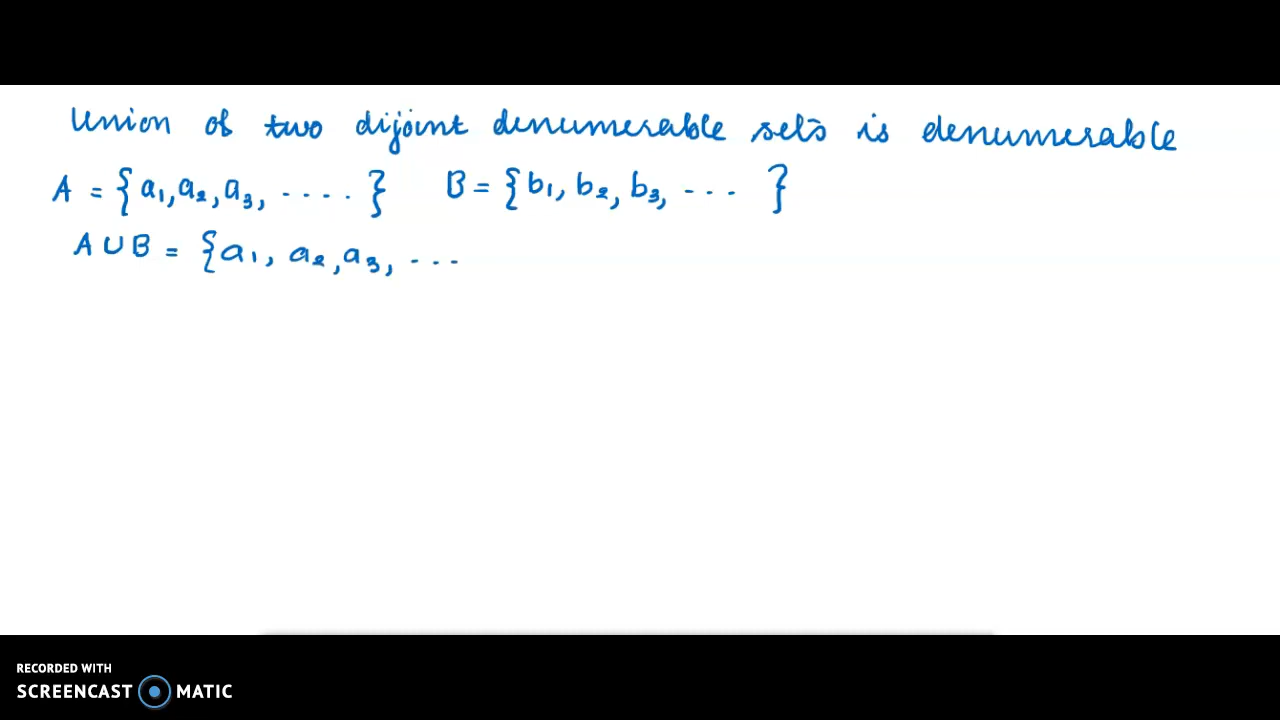 Union of two dijoint denumerable sets is denumerable
A = {a₁, a₂, a₃, ····} B = {b₁, b₂, b₃, ··· }
A ∪ B = {a₁, a₂, a₃, ···
RECORDED WITH
SCREENCAST MATIC